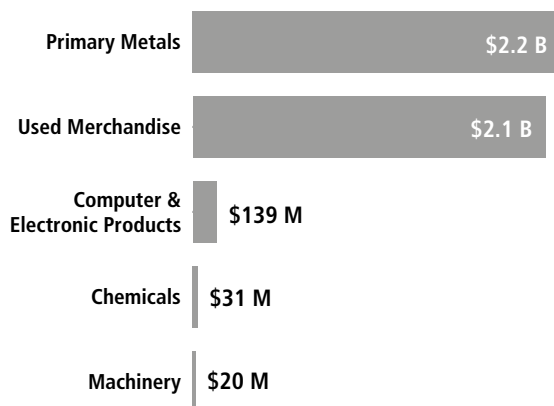 Primary Metals
$2.2 B
Used Merchandise
$2.1 B
Computer &
Electronic Products
$139 M
Chemicals
$31 M
Machinery
$20 M